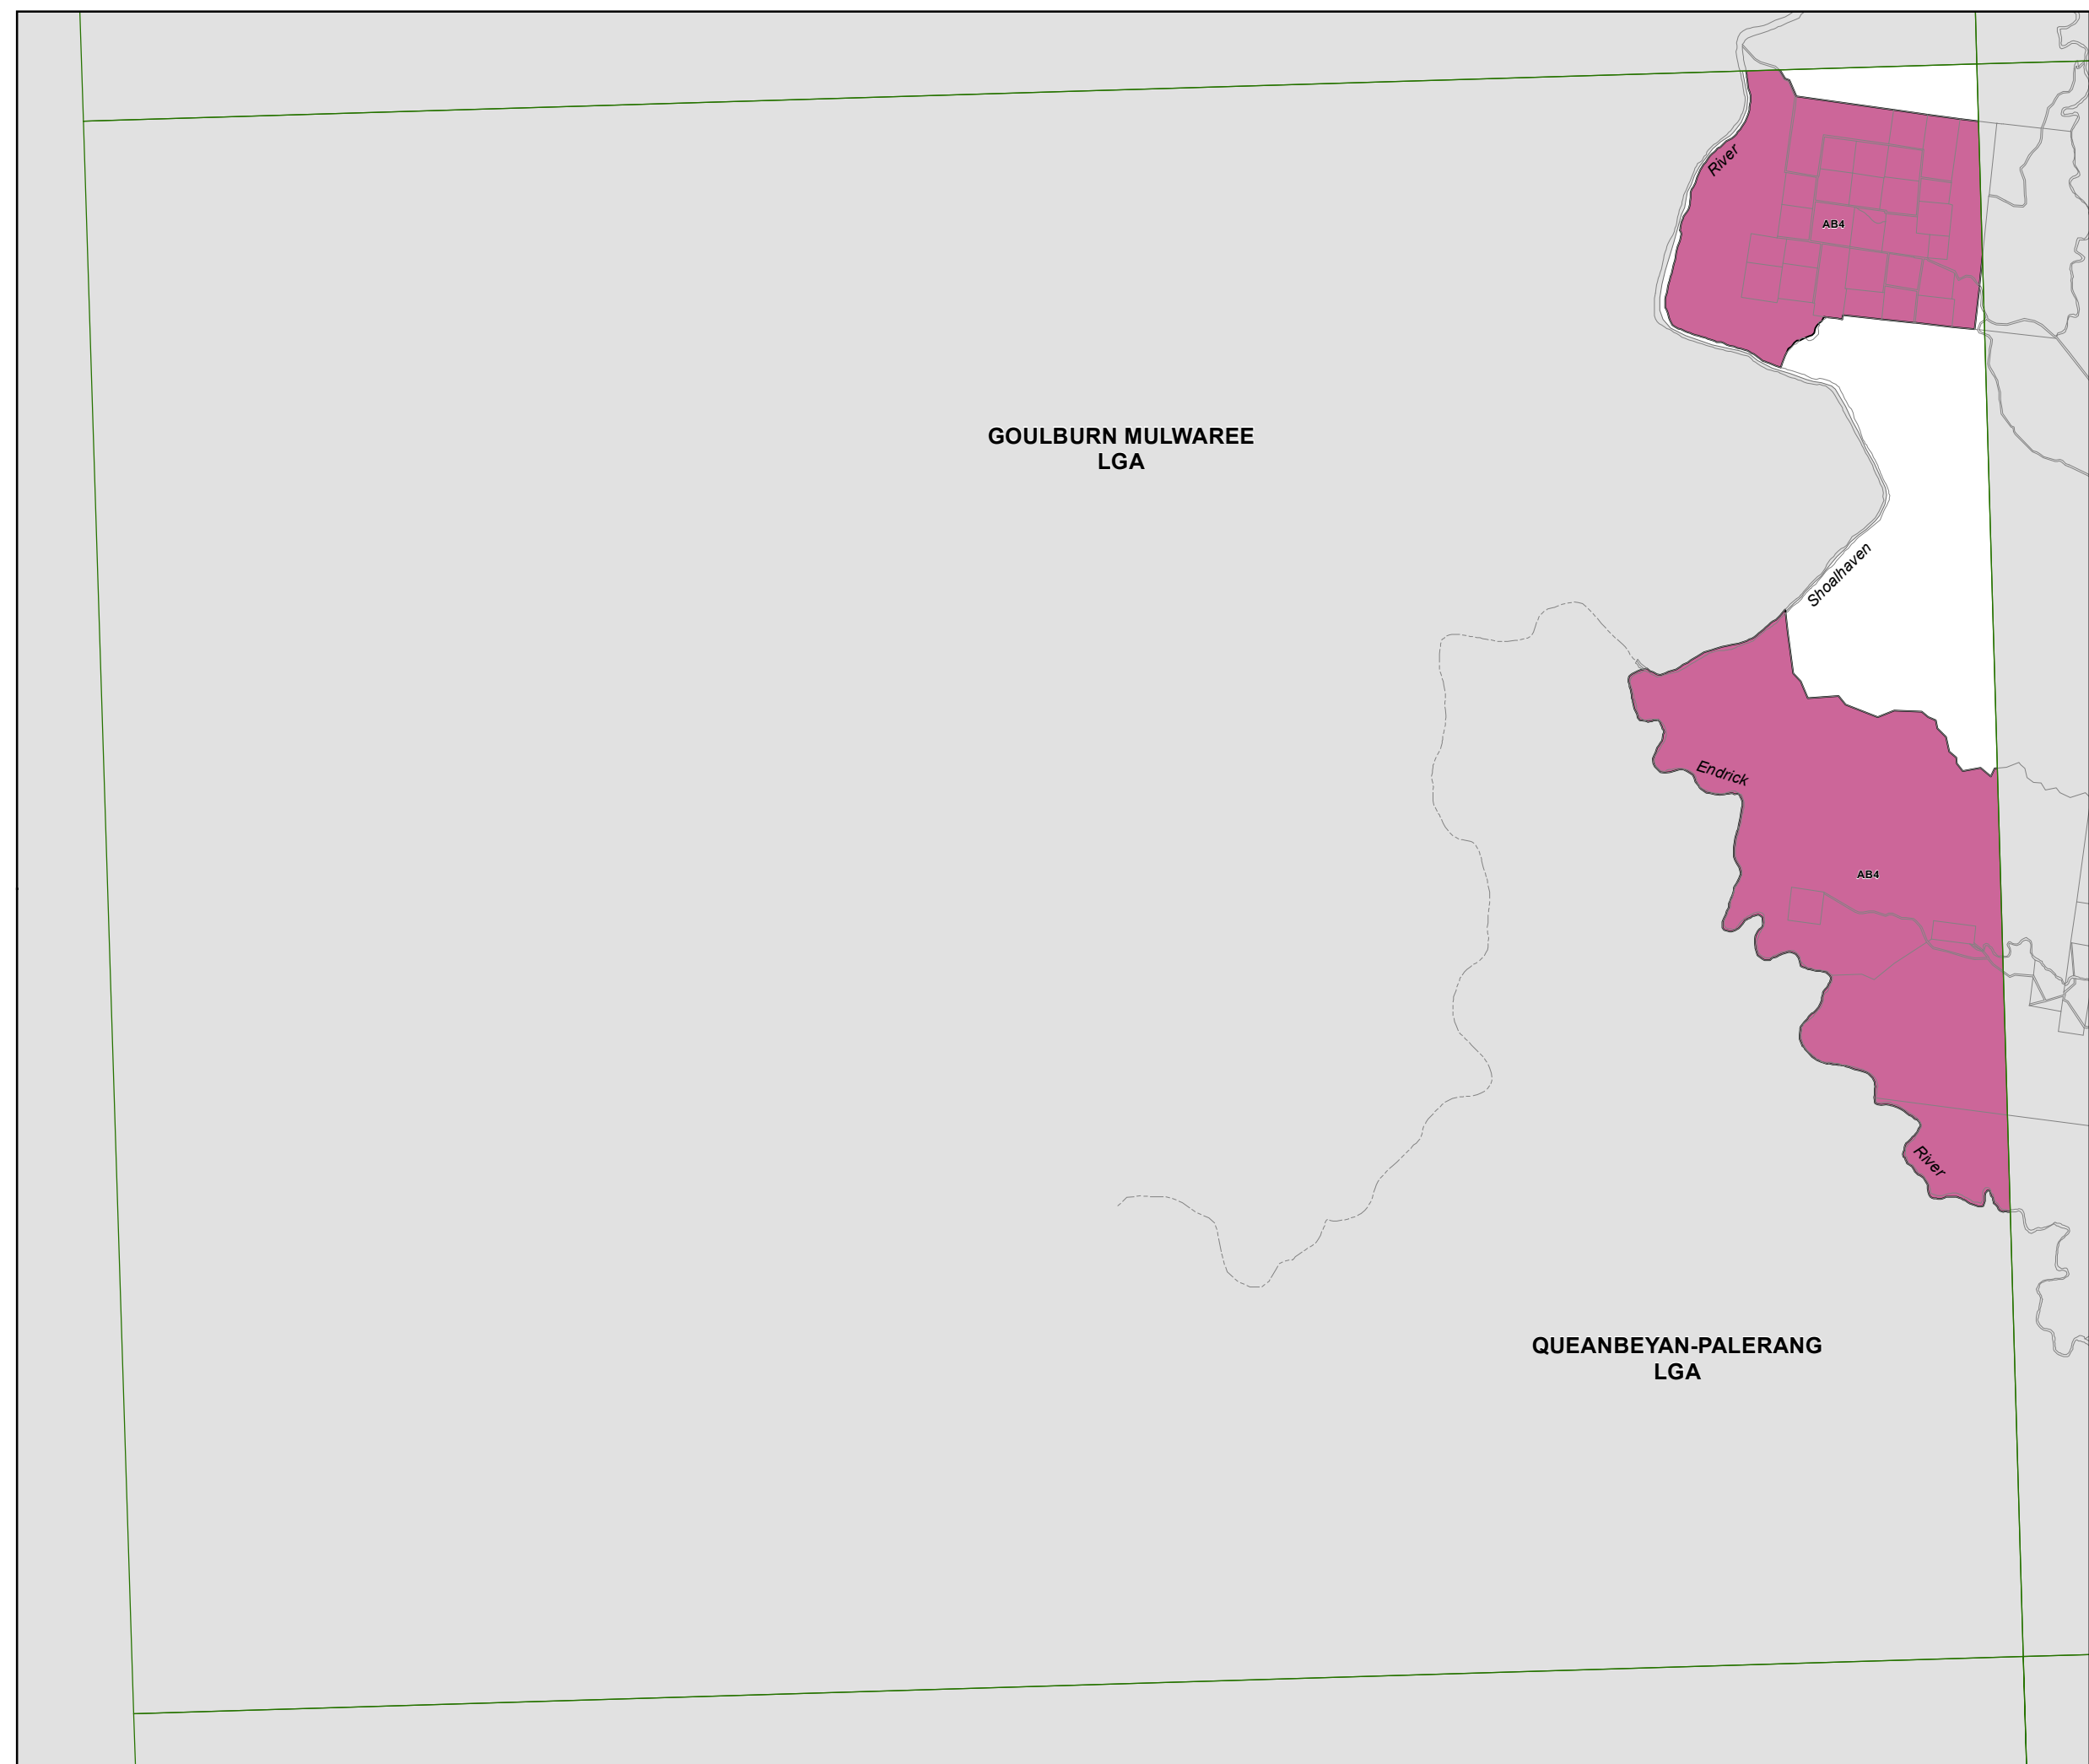 River
AB4
GOULBURN MULWAREE
LGA
Shoalhaven
Endrick
AB4
River
QUEANBEYAN-PALERANG
LGA